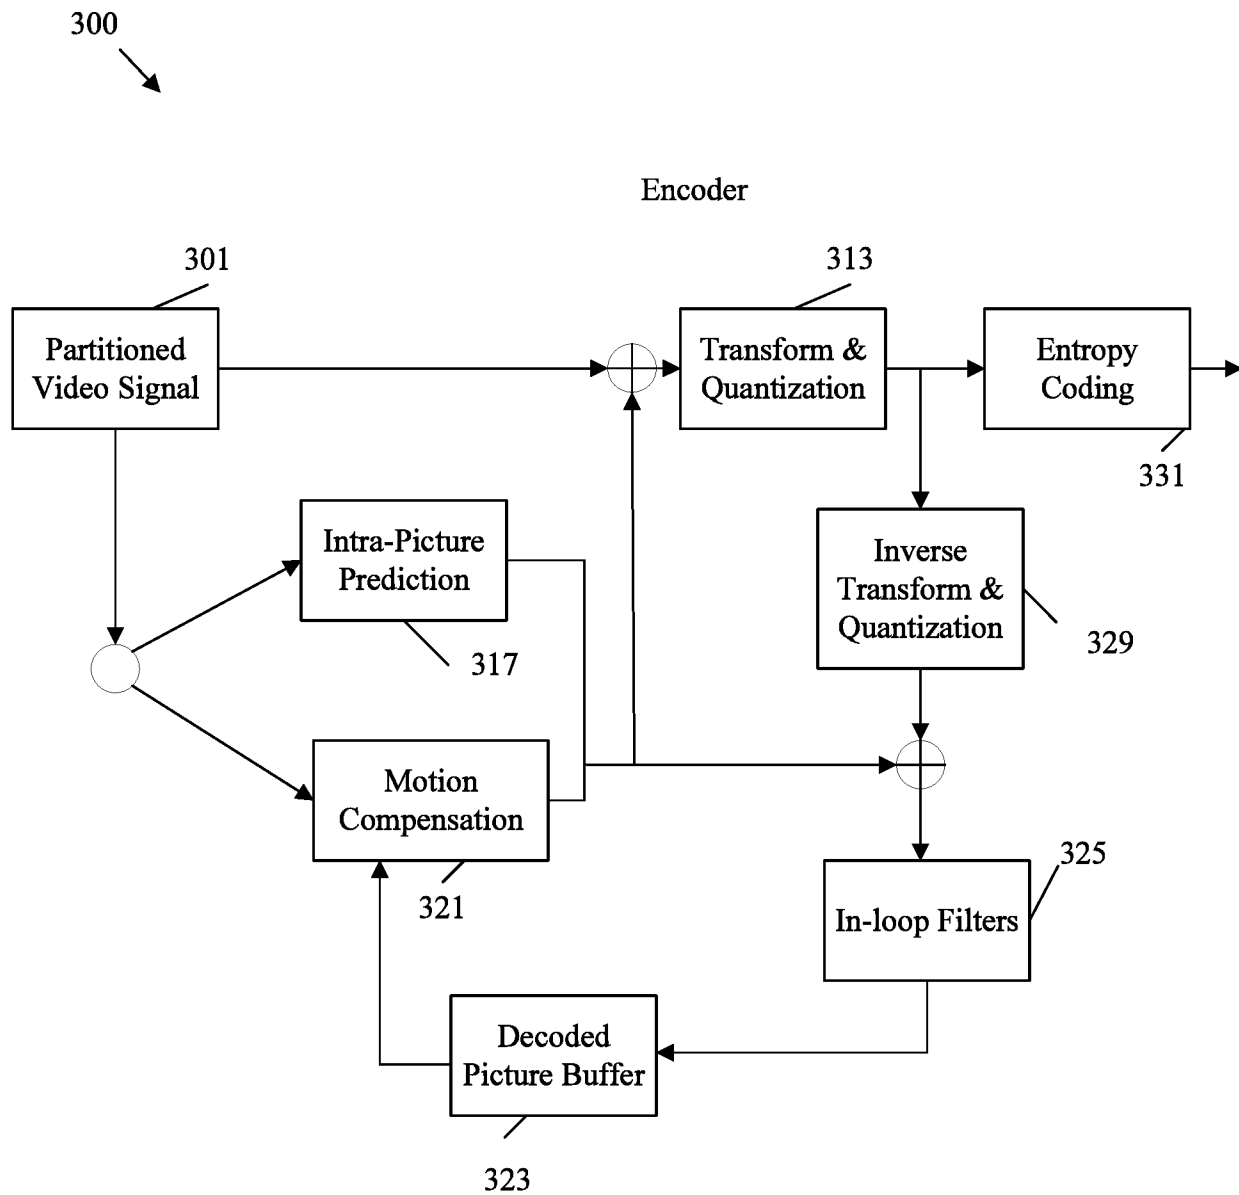 300
Encoder
301
313
Partitioned
Video Signal
Transform &
Quantization
Entropy
Coding
331
Intra-Picture
Prediction
317
Inverse
Transform &
Quantization
329
Motion
Compensation
321
325
In-loop Filters
Decoded
Picture Buffer
323